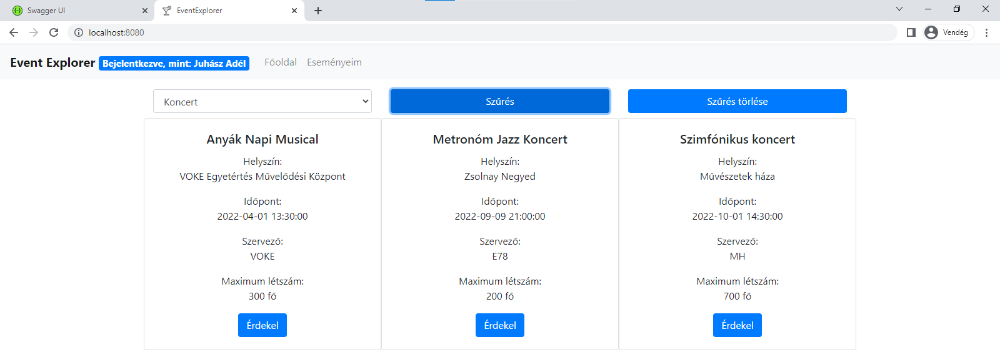 Swagger UI
EventExplorer
localhost:8080
Vendég
Event Explorer Bejelentkezve, mint: Juhász Adél Főoldal Eseményeim
Koncert
Szűrés
Szűrés törlése
Anyák Napi Musical
Helyszín:
VOKE Egyetértés Művelődési Központ
Időpont:
2022-04-01 13:30:00
Szervező:
VOKE
Maximum létszám:
300 fő
Érdekel
Metronóm Jazz Koncert
Helyszín:
Zsolnay Negyed
Időpont:
2022-09-09 21:00:00
Szervező:
E78
Maximum létszám:
200 fő
Érdekel
Szimfónikus koncert
Helyszín:
Művészetek háza
Időpont:
2022-10-01 14:30:00
Szervező:
MH
Maximum létszám:
700 fő
Érdekel